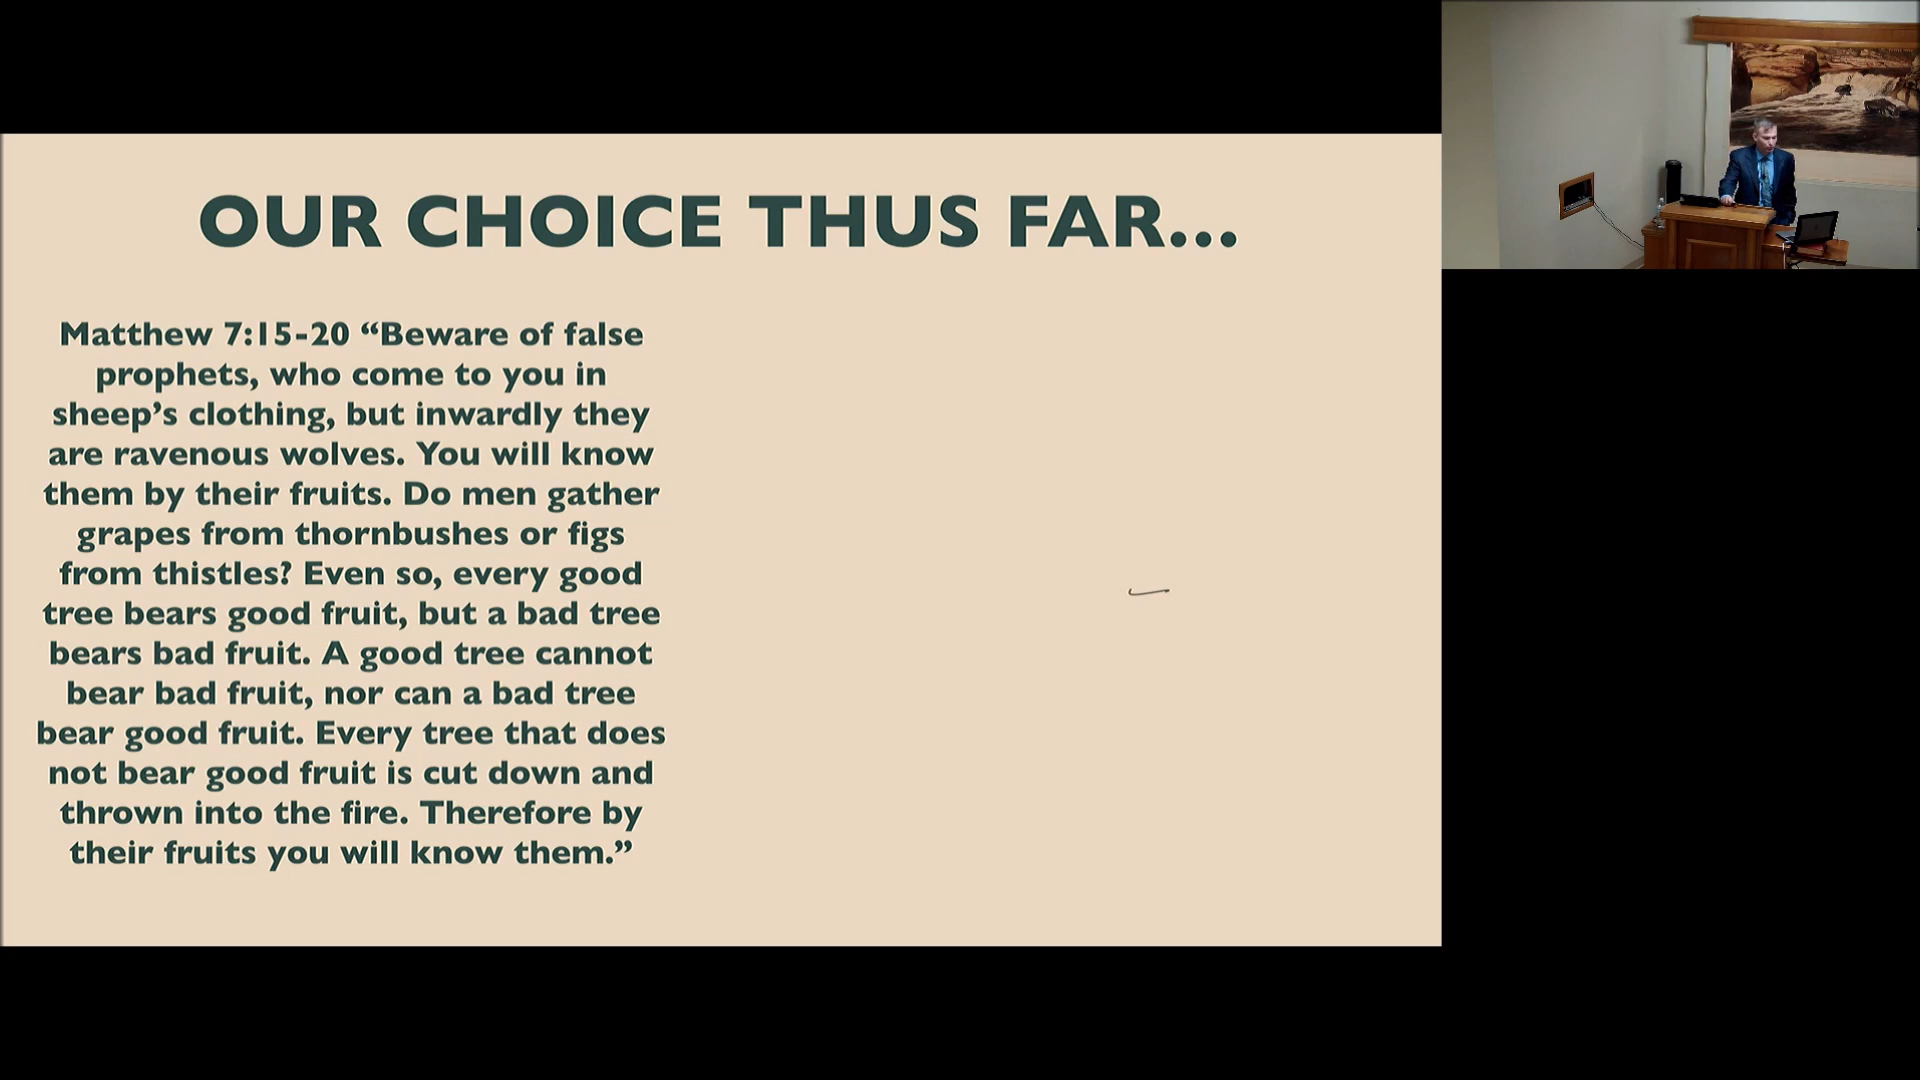 OUR CHOICE THUS FAR...
Matthew 7:15-20 “Beware of false
prophets, who come to you in
sheep’s clothing, but inwardly they
are ravenous wolves. You will know
them by their fruits. Do men gather
grapes from thornbushes or figs
from thistles? Even so, every good
tree bears good fruit, but a bad tree
bears bad fruit. A good tree cannot
bear bad fruit, nor can a bad tree
bear good fruit. Every tree that does
not bear good fruit is cut down and
thrown into the fire. Therefore by
their fruits you will know them.”